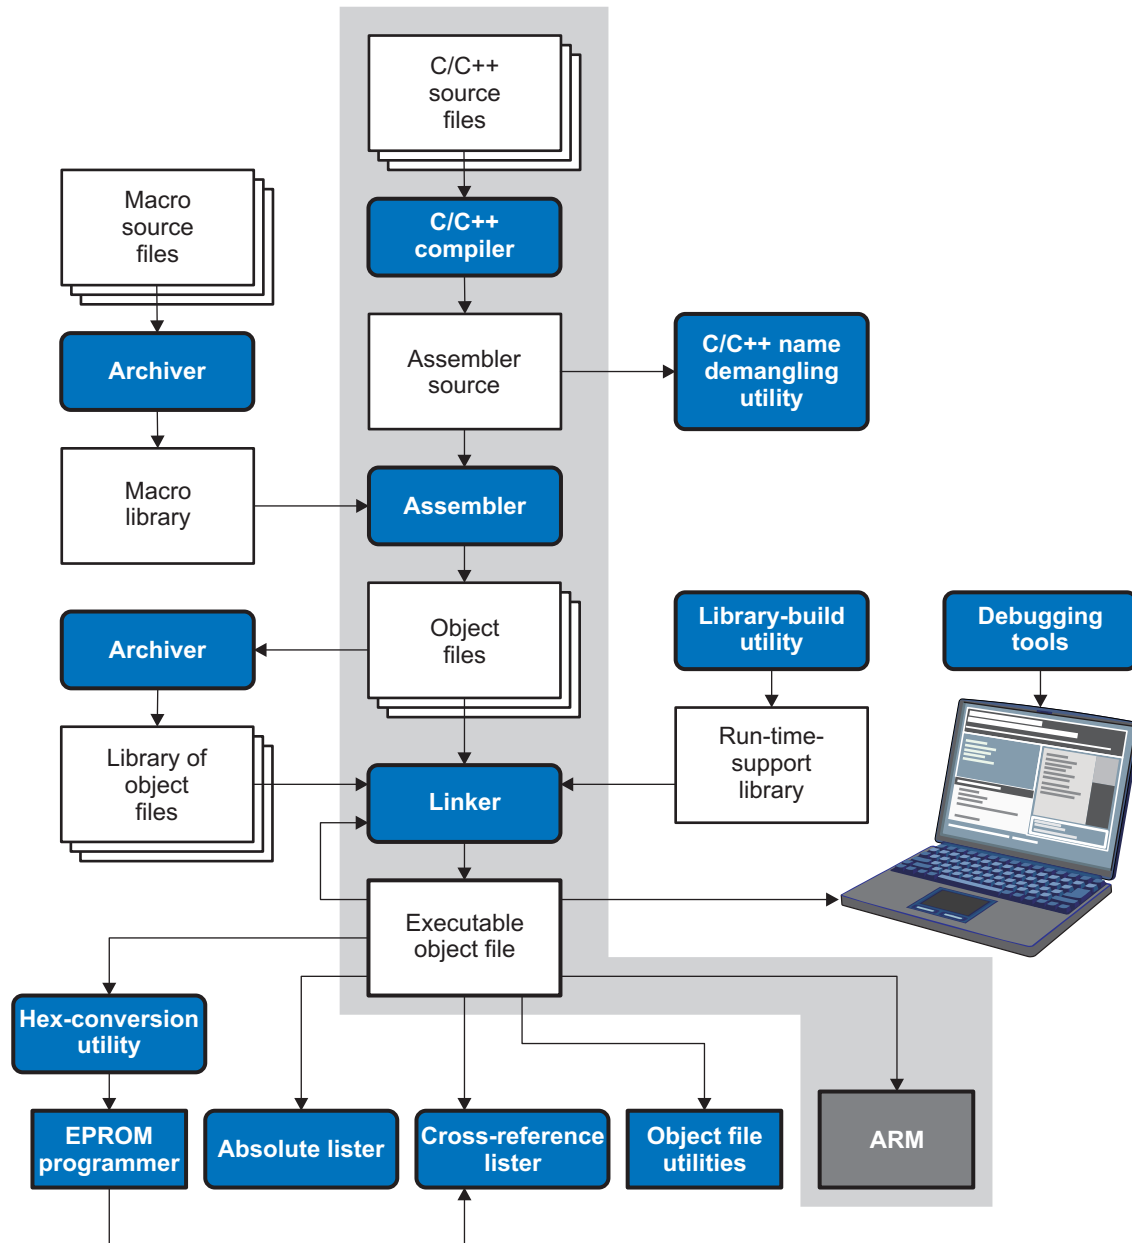 C/C++
source
files
Macro
source
files
C/C++
compiler
Archiver
Assembler
source
C/C++ name
demangling
utility
Macro
library
Assembler
Archiver
Object
files
Library-build
utility
Debugging
tools
Library of
object
files
Linker
Run-time-
support
library
Executable
object file
Hex-conversion
utility
EPROM
programmer
Absolute lister
Cross-reference
lister
Object file
utilities
ARM